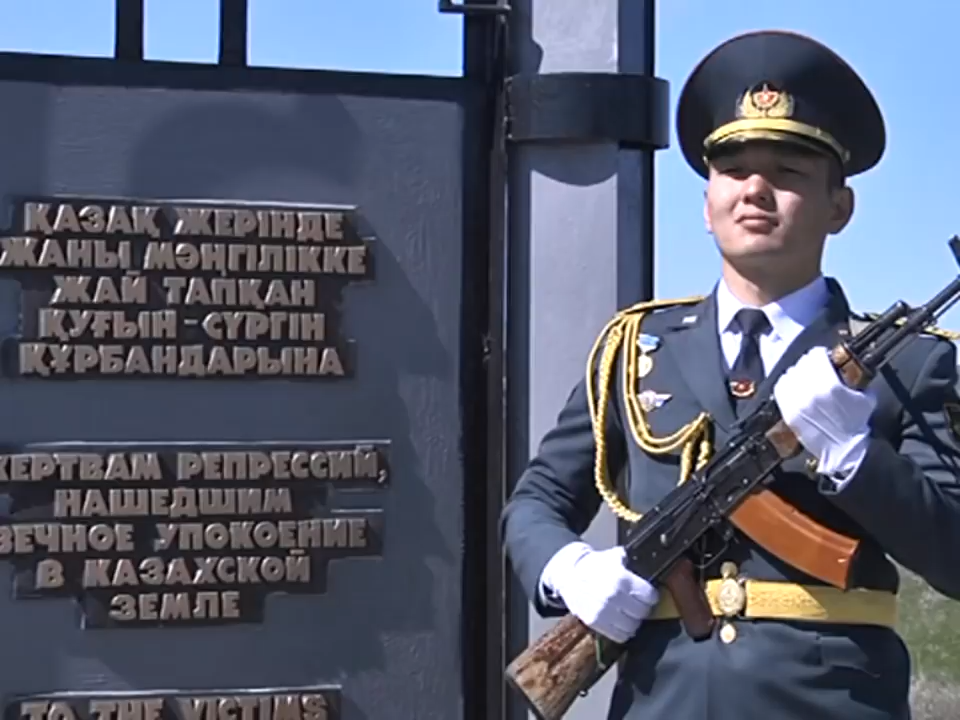 ҚАЗАҚ ЖЕРІНДЕ
ЖАНЫ МӘҢГІЛІККЕ
ЖАЙ ТАПҚАН
ҚУҒЫН-СҮРГІН
ҚҰРБАНДАРЫНА
ЖЕРТВАМ РЕПРЕССИЙ,
НАШЕДШИМ
ВЕЧНОЕ УПОКОЕНИЕ
В КАЗАХСКОЙ
ЗЕМЛЕ
TO THE VICTIMS